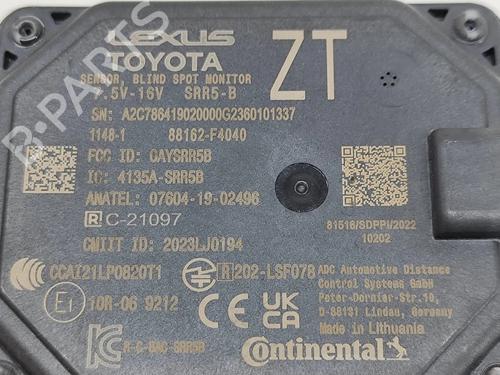 LEXUS
TOYOTA
ZT
SENSOR, BLIND SPOT MONITOR
7.5V-16V SRR5-B
SN: A2C786419020000G2360101337
1148-1 88162-F4040
FCC ID: OAYSRR5B
IC: 4135A-SRR5B
ANATEL: 07604-19-02496
R C-21097
CMIIT ID: 2023LJ0194
81516/SDPPI/2022
10202
CCAI21LP0820T1
R 202-LSF078
ADC Automotive Distance
Control Systems GmbH
Peter-Dornier-Str.10,
D-88131 Lindau, Germany
Made in Lithuania
E1 10R-06 9212
CE UK CA
KC R-C-8AC-SRR5B
Continental
B-PARTS